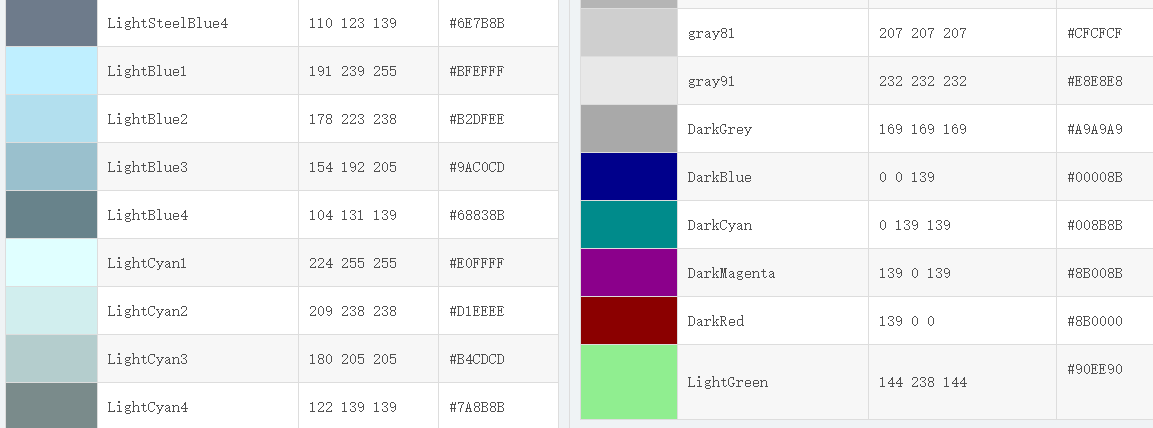 LightSteelBlue4 110 123 139 #6E7B8B
LightBlue1 191 239 255 #BFEFFF
LightBlue2 178 223 238 #B2DFEE
LightBlue3 154 192 205 #9AC0CD
LightBlue4 104 131 139 #68838B
LightCyan1 224 255 255 #E0FFFF
LightCyan2 209 238 238 #D1EEEE
LightCyan3 180 205 205 #B4CDCD
LightCyan4 122 139 139 #7A8B8B
gray81 207 207 207 #CFCFCF
gray91 232 232 232 #E8E8E8
DarkGrey 169 169 169 #A9A9A9
DarkBlue 0 0 139 #00008B
DarkCyan 0 139 139 #008B8B
DarkMagenta 139 0 139 #8B008B
DarkRed 139 0 0 #8B0000
LightGreen 144 238 144 #90EE90